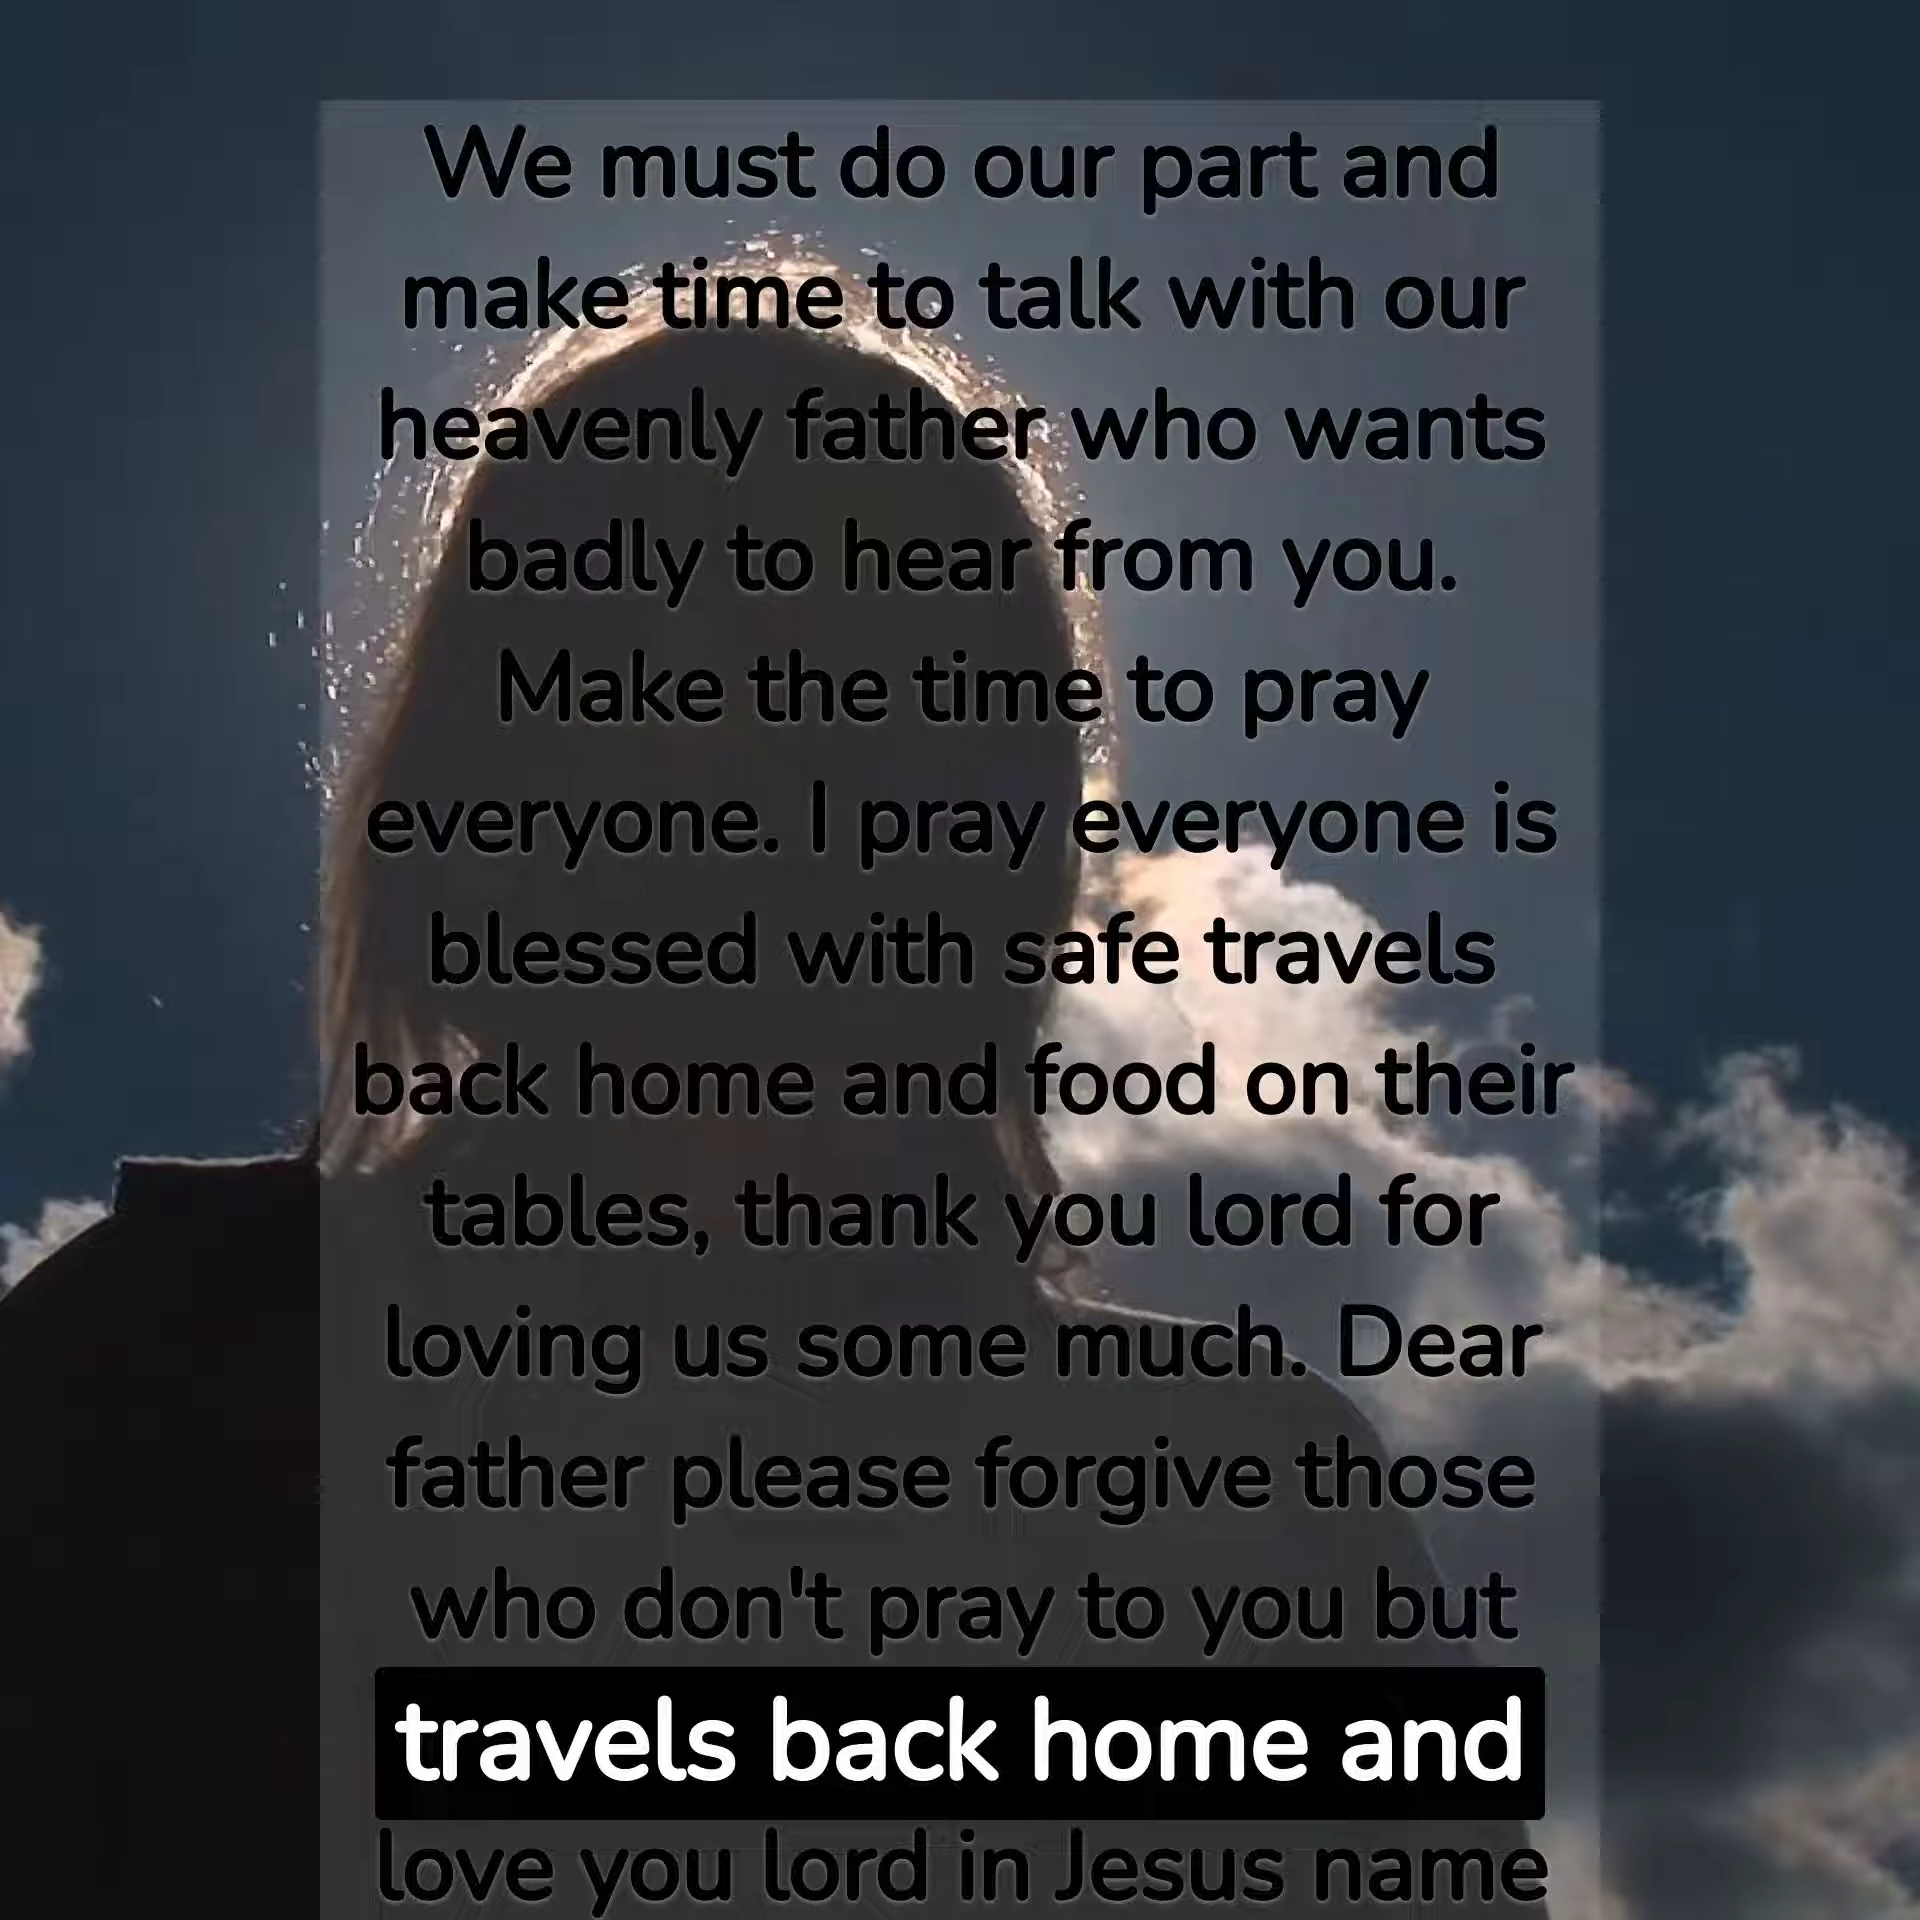 We must do our part and
make time to talk with our
heavenly father who wants
badly to hear from you.
Make the time to pray
everyone. I pray everyone is
blessed with safe travels
back home and food on their
tables, thank you lord for
loving us some much. Dear
father please forgive those
who don't pray to you but
travels back home and
love you lord in Jesus name